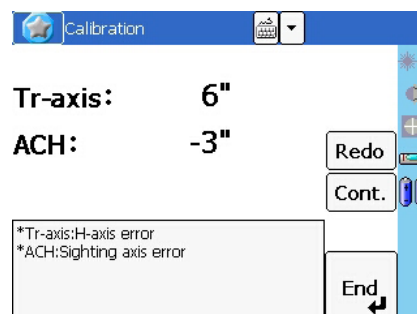 Calibration
Tr-axis: 6"
ACH: -3"
Redo
Cont.
*Tr-axis:H-axis error
*ACH:Sighting axis error
End